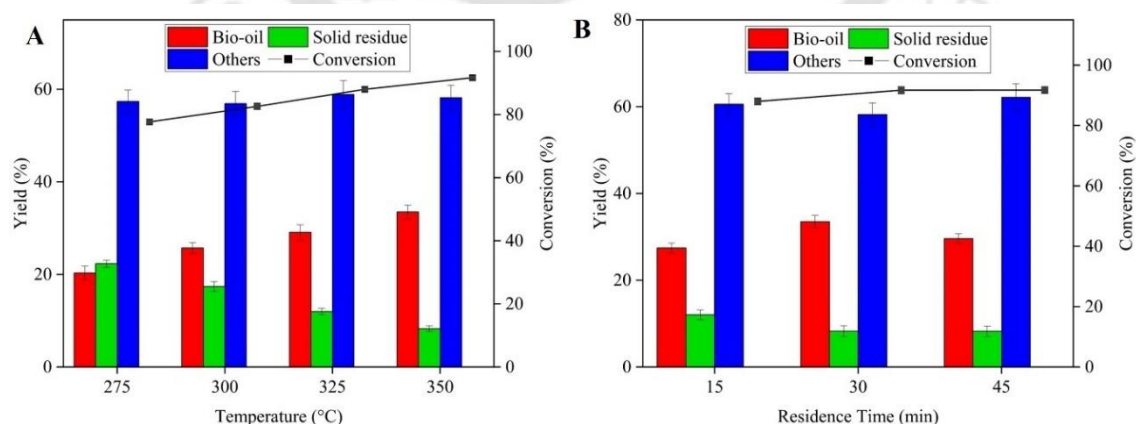 A
Bio-oil Solid residue
Others Conversion
Yield (%)
60
40
20
0
275 300 325 350
Temperature (°C)
100
80
60
40
20
0
Conversion (%)
B
Bio-oil Solid residue
Others Conversion
Yield (%)
80
60
40
20
0
15 30 45
Residence Time (min)
100
80
60
40
20
0
Conversion (%)